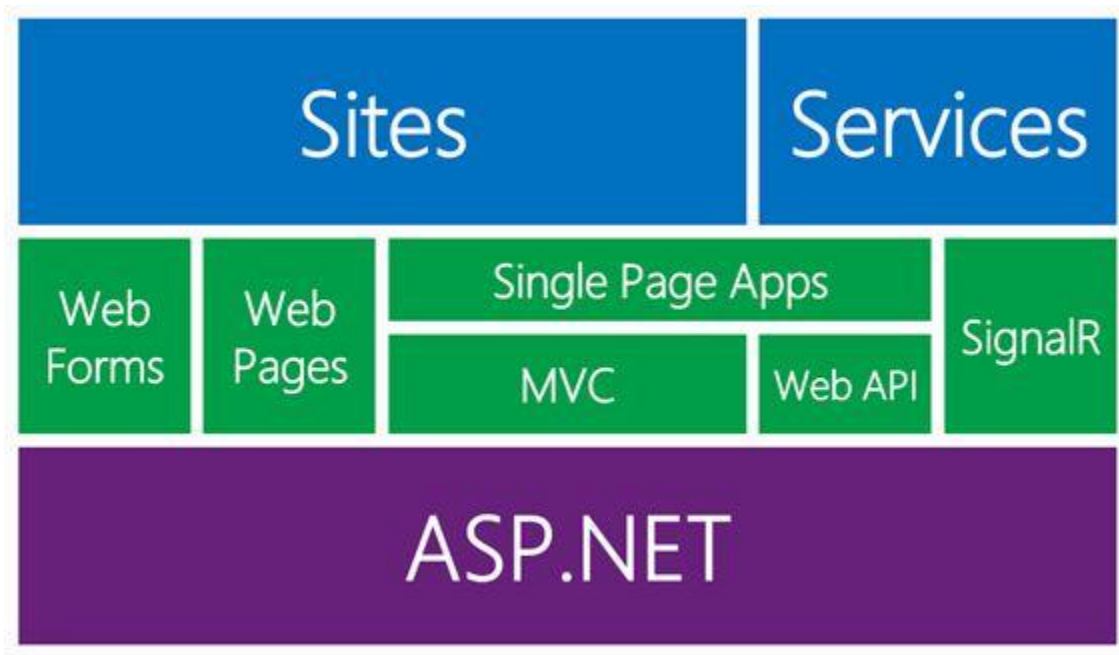 Sites
Services
Web
Forms
Web
Pages
Single Page Apps
MVC
Web API
SignalR
ASP.NET